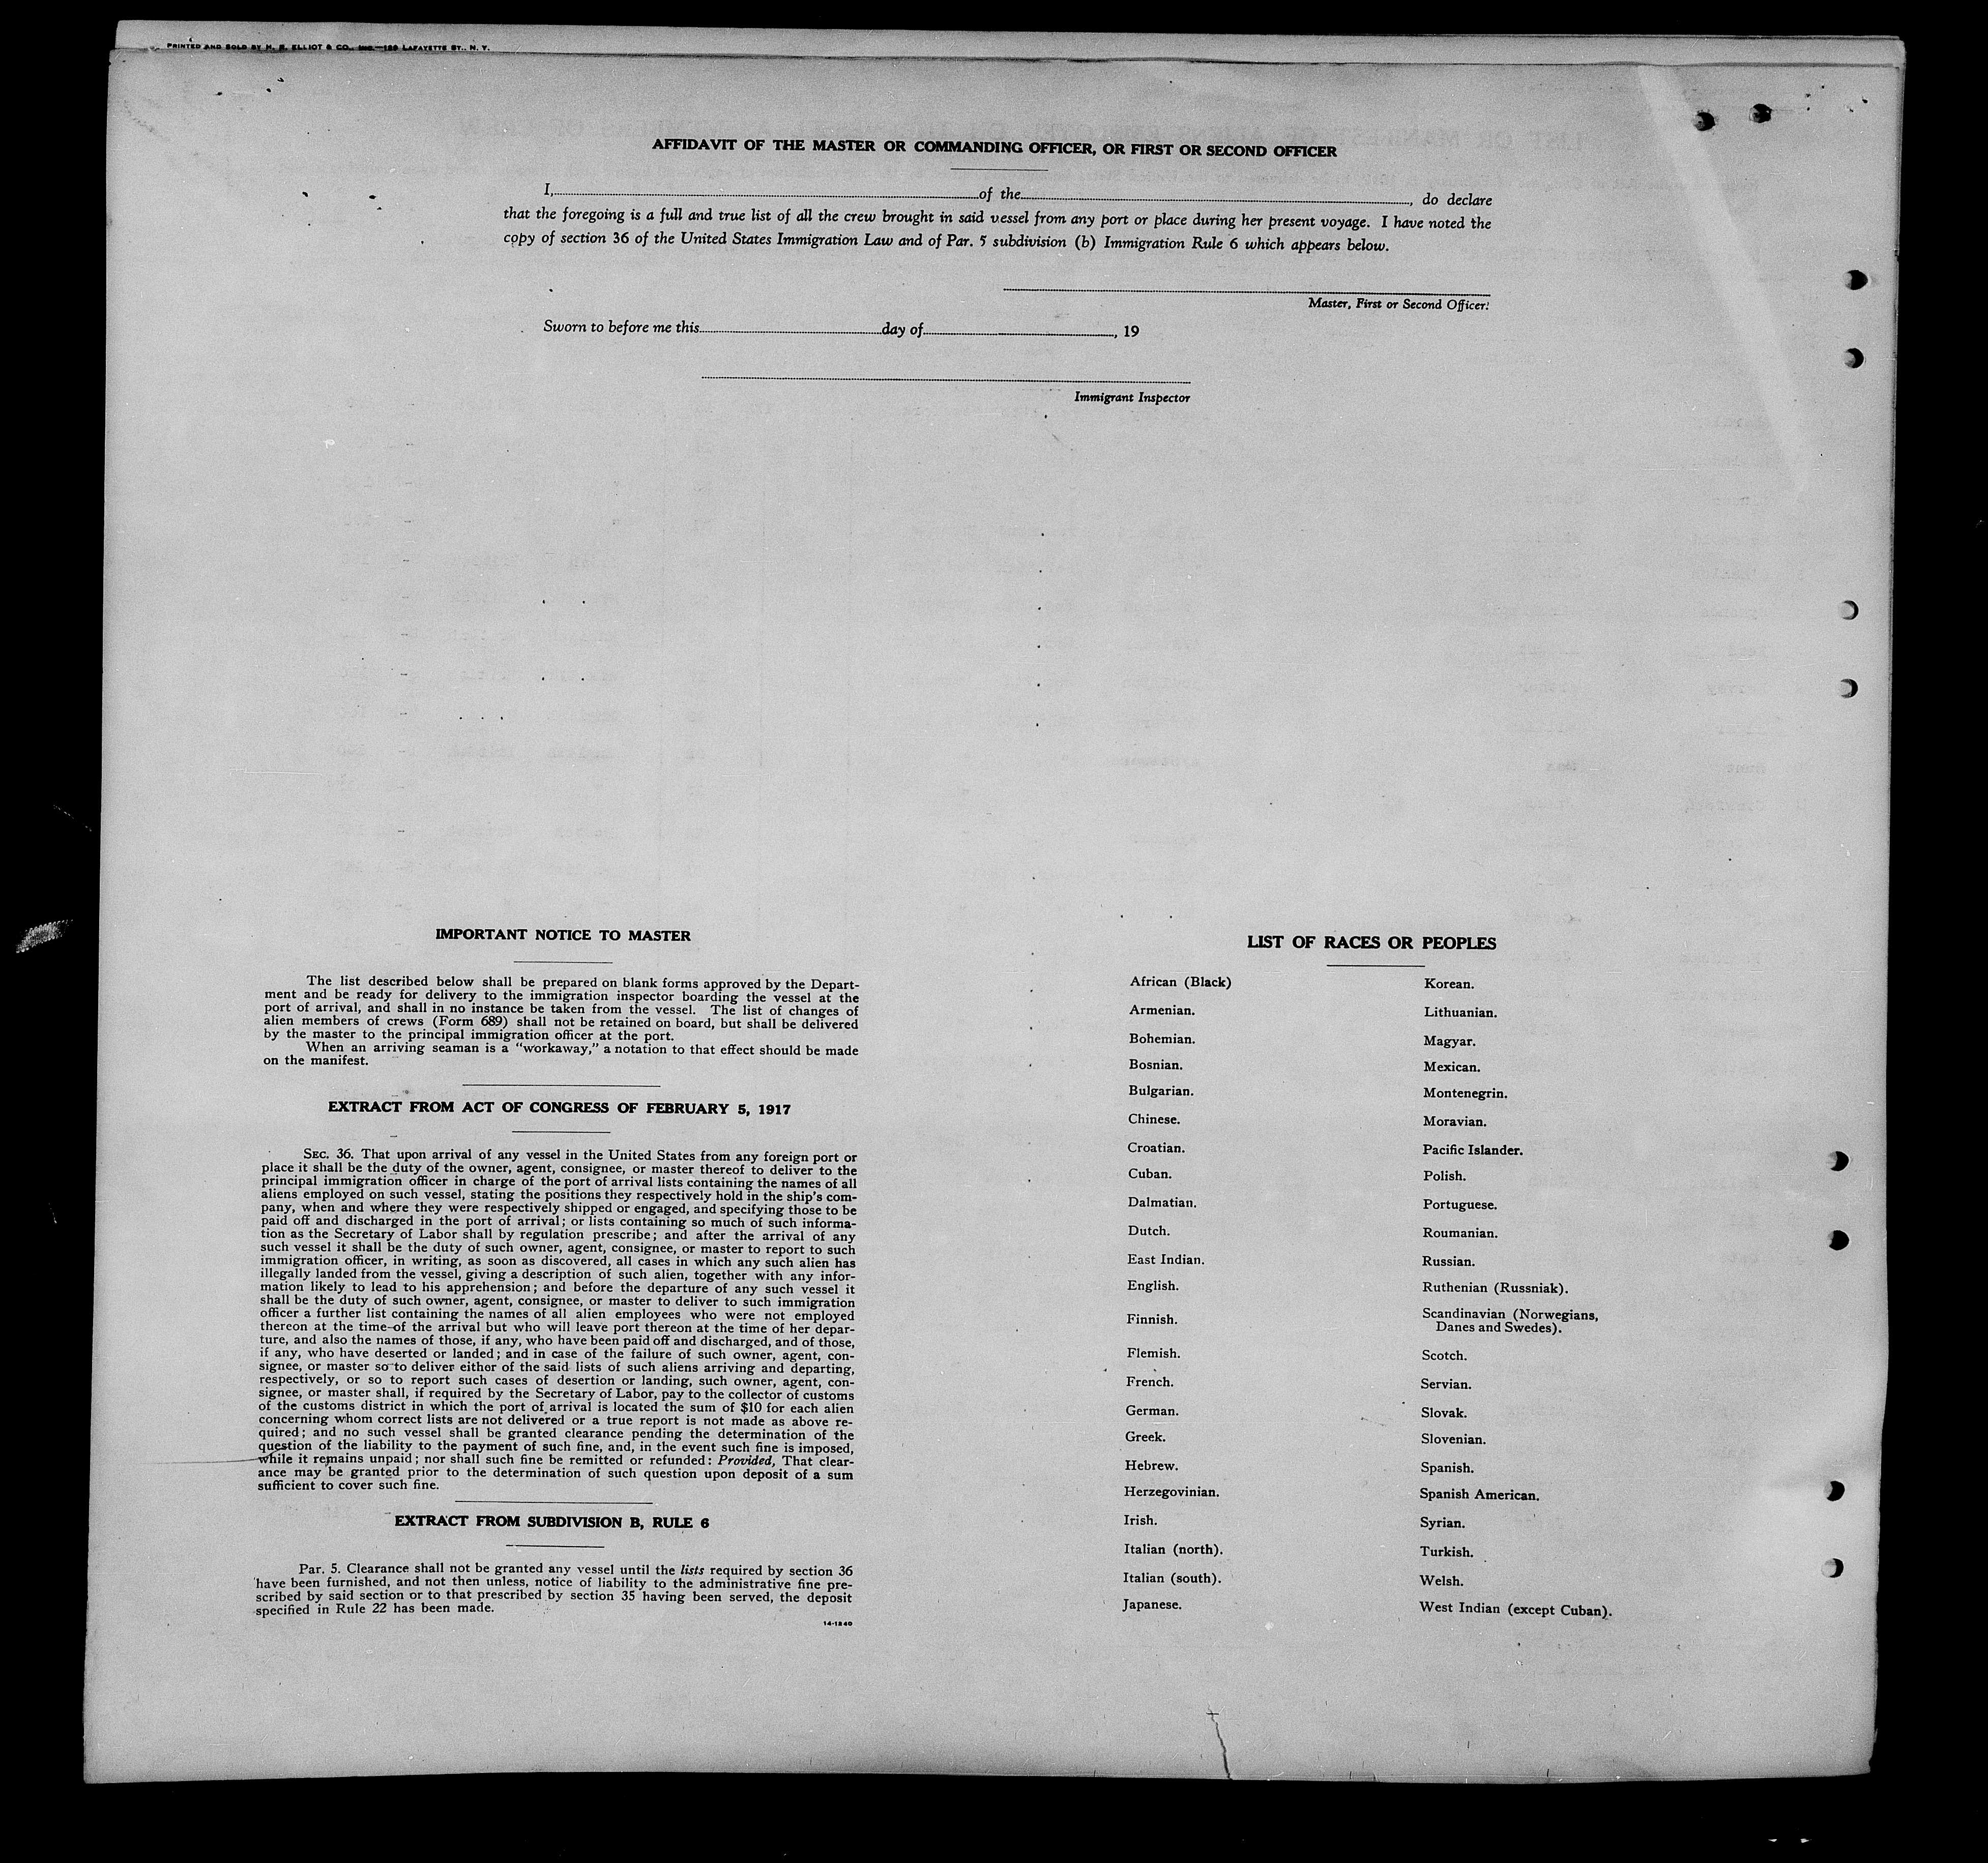 PRINTED AND SOLD BY H. S. ELLIOT & CO., INC.—189 LAFAYETTE ST., N. Y.
AFFIDAVIT OF THE MASTER OR COMMANDING OFFICER, OR FIRST OR SECOND OFFICER
I, of the , do declare
that the foregoing is a full and true list of all the crew brought in said vessel from any port or place during her present voyage. I have noted the
copy of section 36 of the United States Immigration Law and of Par. 5 subdivision (b) Immigration Rule 6 which appears below.
Master, First or Second Officer.
Sworn to before me this day of , 19
Immigrant Inspector
IMPORTANT NOTICE TO MASTER
The list described below shall be prepared on blank forms approved by the Depart-
ment and be ready for delivery to the immigration inspector boarding the vessel at the
port of arrival, and shall in no instance be taken from the vessel. The list of changes of
alien members of crews (Form 689) shall not be retained on board, but shall be delivered
by the master to the principal immigration officer at the port.
When an arriving seaman is a "workaway," a notation to that effect should be made
on the manifest.
EXTRACT FROM ACT OF CONGRESS OF FEBRUARY 5, 1917
SEC. 36. That upon arrival of any vessel in the United States from any foreign port or
place it shall be the duty of the owner, agent, consignee, or master thereof to deliver to the
principal immigration officer in charge of the port of arrival lists containing the names of all
aliens employed on such vessel, stating the positions they respectively hold in the ship's com-
pany, when and where they were respectively shipped or engaged, and specifying those to be
paid off and discharged in the port of arrival; or lists containing so much of such informa-
tion as the Secretary of Labor shall by regulation prescribe; and after the arrival of any
such vessel it shall be the duty of such owner, agent, consignee, or master to report to such
immigration officer, in writing, as soon as discovered, all cases in which any such alien has
illegally landed from the vessel, giving a description of such alien, together with any infor-
mation likely to lead to his apprehension; and before the departure of any such vessel it
shall be the duty of such owner, agent, consignee, or master to deliver to such immigration
officer a further list containing the names of all alien employees who were not employed
thereon at the time of the arrival but who will leave port thereon at the time of her depar-
ture, and also the names of those, if any, who have been paid off and discharged, and of those,
if any, who have deserted or landed; and in case of the failure of such owner, agent, con-
signee, or master so to deliver either of the said lists of such aliens arriving and departing,
respectively, or so to report such cases of desertion or landing, such owner, agent, con-
signee, or master shall, if required by the Secretary of Labor, pay to the collector of customs
of the customs district in which the port of arrival is located the sum of $10 for each alien
concerning whom correct lists are not delivered or a true report is not made as above re-
quired; and no such vessel shall be granted clearance pending the determination of the
question of the liability to the payment of such fine, and, in the event such fine is imposed,
while it remains unpaid; nor shall such fine be remitted or refunded: Provided, That clear-
ance may be granted prior to the determination of such question upon deposit of a sum
sufficient to cover such fine.
EXTRACT FROM SUBDIVISION B, RULE 6
Par. 5. Clearance shall not be granted any vessel until the lists required by section 36
have been furnished, and not then unless, notice of liability to the administrative fine pre-
scribed by said section or to that prescribed by section 35 having been served, the deposit
specified in Rule 22 has been made.
14-1240
LIST OF RACES OR PEOPLES
African (Black)
Armenian.
Bohemian.
Bosnian.
Bulgarian.
Chinese.
Croatian.
Cuban.
Dalmatian.
Dutch.
East Indian.
English.
Finnish.
Flemish.
French.
German.
Greek.
Hebrew.
Herzegovinian.
Irish.
Italian (north).
Italian (south).
Japanese.
Korean.
Lithuanian.
Magyar.
Mexican.
Montenegrin.
Moravian.
Pacific Islander.
Polish.
Portuguese.
Roumanian.
Russian.
Ruthenian (Russniak).
Scandinavian (Norwegians,
Danes and Swedes).
Scotch.
Servian.
Slovak.
Slovenian.
Spanish.
Spanish American.
Syrian.
Turkish.
Welsh.
West Indian (except Cuban).